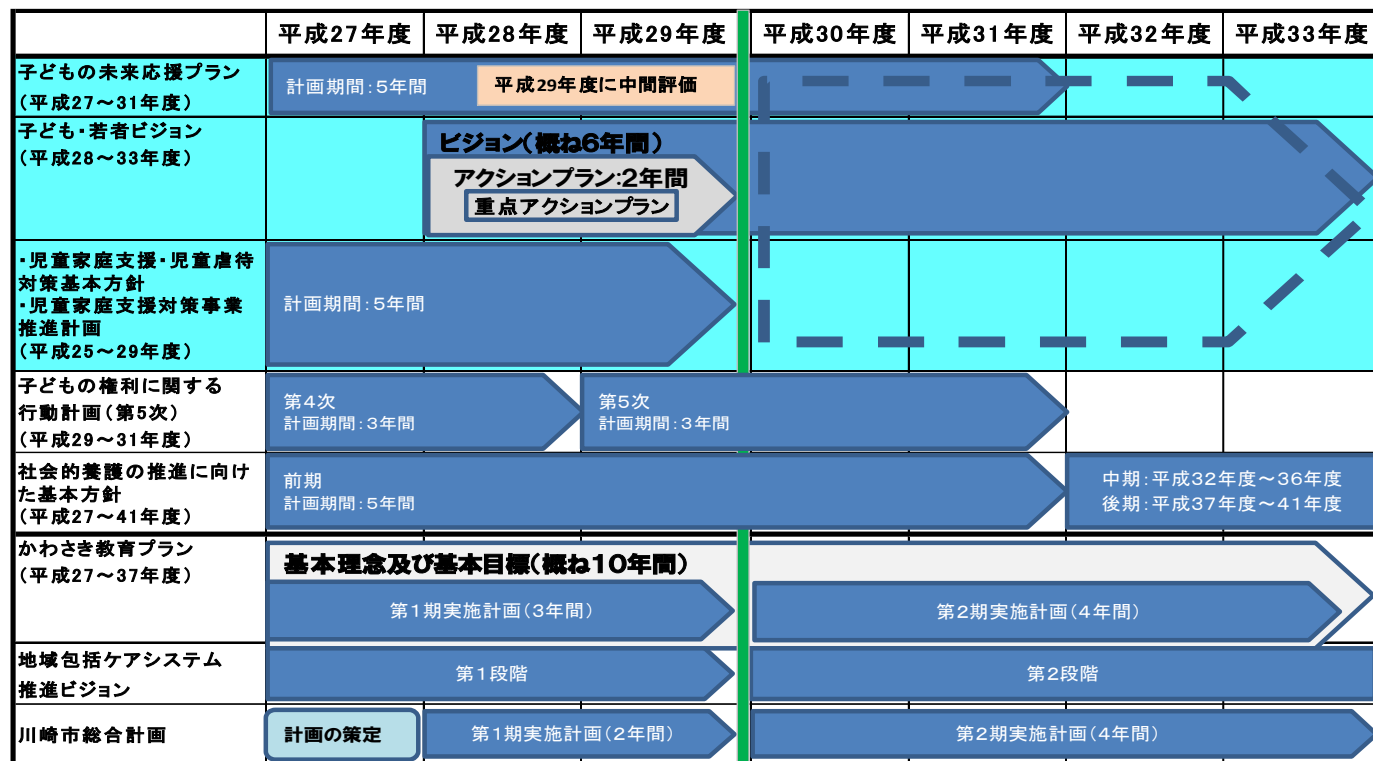 平成27年度 平成28年度 平成29年度 平成30年度 平成31年度 平成32年度 平成33年度
子どもの未来応援プラン
(平成27～31年度)
計画期間:5年間
平成29年度に中間評価
子ども・若者ビジョン
(平成28～33年度)
ビジョン(概ね6年間)
アクションプラン:2年間
重点アクションプラン
・児童家庭支援・児童虐待
対策基本方針
・児童家庭支援対策事業
推進計画
(平成25～29年度)
計画期間:5年間
子どもの権利に関する
行動計画(第5次)
(平成29～31年度)
第4次
計画期間:3年間
第5次
計画期間:3年間
社会的養護の推進に向け
た基本方針
(平成27～41年度)
前期
計画期間:5年間
中期:平成32年度～36年度
後期:平成37年度～41年度
かわさき教育プラン
(平成27～37年度)
基本理念及び基本目標(概ね10年間)
第1期実施計画(3年間)
第2期実施計画(4年間)
地域包括ケアシステム
推進ビジョン
第1段階
第2段階
川崎市総合計画
計画の策定
第1期実施計画(2年間)
第2期実施計画(4年間)